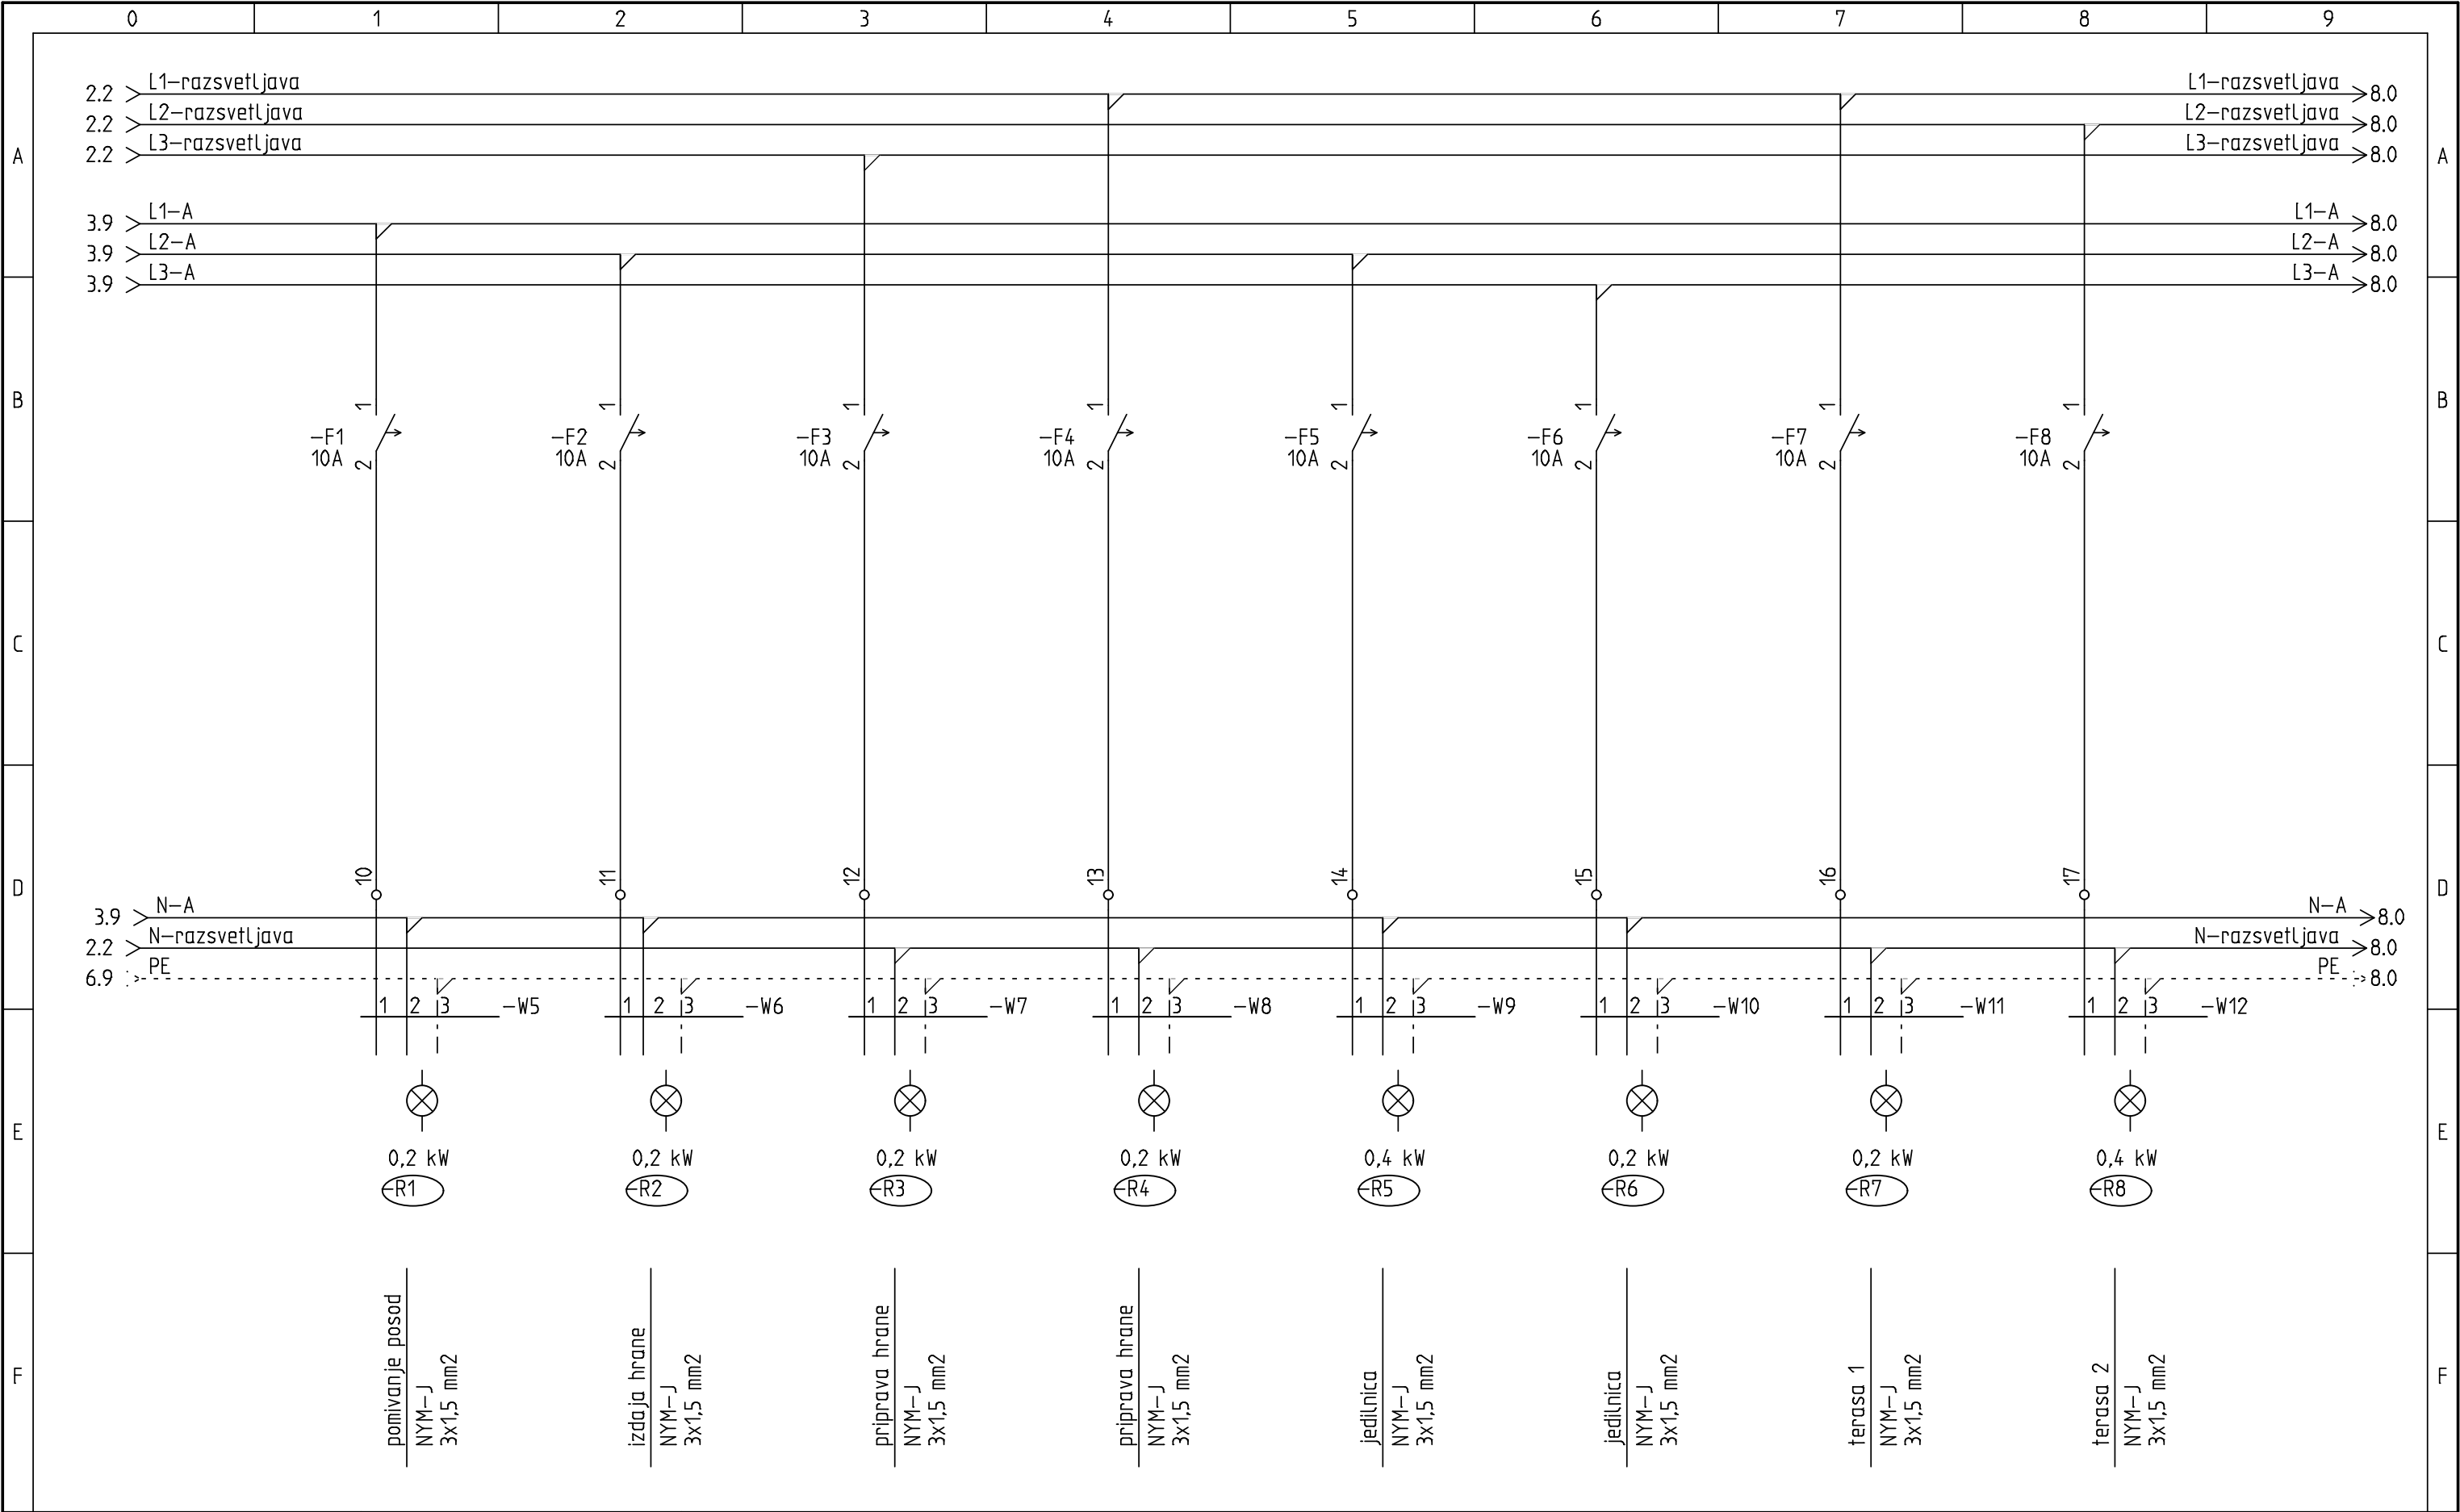 0 1 2 3 4 5 6 7 8 9
2.2 L1-razsvetljava L1-razsvetljava 8.0
2.2 L2-razsvetljava L2-razsvetljava 8.0
A 2.2 L3-razsvetljava L3-razsvetljava 8.0 A
3.9 L1-A L1-A 8.0
3.9 L2-A L2-A 8.0
3.9 L3-A L3-A 8.0
B 1 1 1 1 1 1 1 1 B
-F1 -F2 -F3 -F4 -F5 -F6 -F7 -F8
10A 10A 10A 10A 10A 10A 10A 10A
2 2 2 2 2 2 2 2
C C
D 10 11 12 13 14 15 16 17 D
3.9 N-A N-A 8.0
2.2 N-razsvetljava N-razsvetljava 8.0
6.9 PE PE 8.0
1 2 3 -W5 1 2 3 -W6 1 2 3 -W7 1 2 3 -W8 1 2 3 -W9 1 2 3 -W10 1 2 3 -W11 1 2 3 -W12
E E
0,2 kW 0,2 kW 0,2 kW 0,2 kW 0,4 kW 0,2 kW 0,2 kW 0,4 kW
-R1 -R2 -R3 -R4 -R5 -R6 -R7 -R8
F F
pomivanje posod
NYM-J
3x1,5 mm2
izdaja hrane
NYM-J
3x1,5 mm2
priprava hrane
NYM-J
3x1,5 mm2
priprava hrane
NYM-J
3x1,5 mm2
jedilnica
NYM-J
3x1,5 mm2
jedilnica
NYM-J
3x1,5 mm2
terasa 1
NYM-J
3x1,5 mm2
terasa 2
NYM-J
3x1,5 mm2